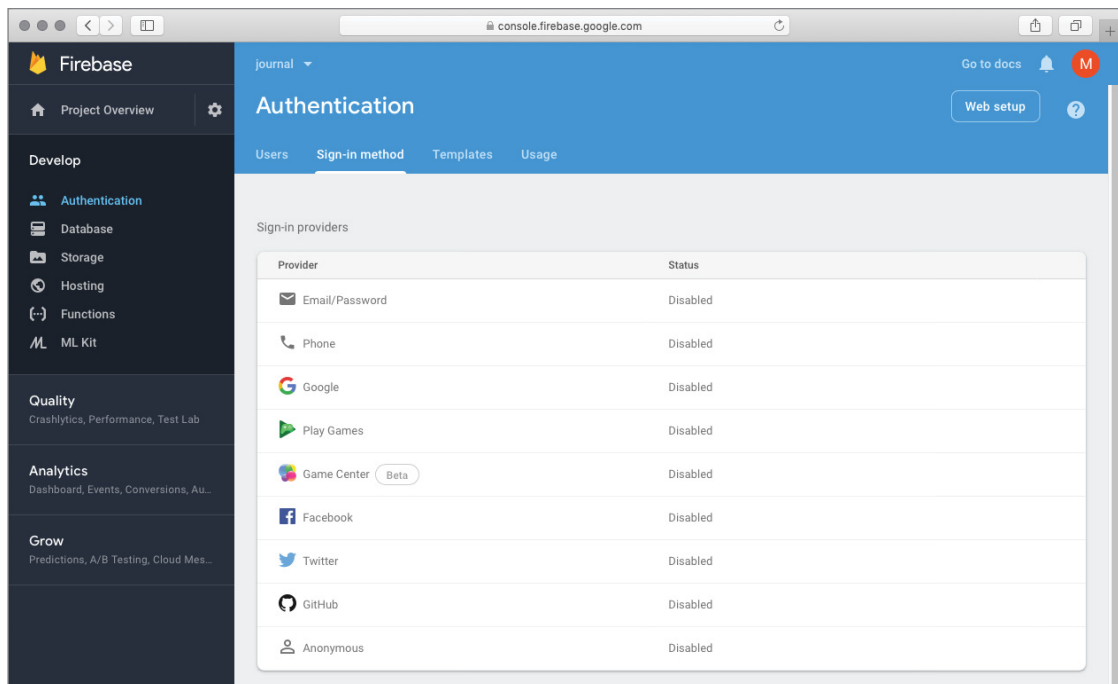 console.firebase.google.com
Firebase
journal
Go to docs
M
Project Overview
Authentication
Web setup
?
Users Sign-in method Templates Usage
Develop
Authentication
Database
Storage
Hosting
Functions
ML Kit
Quality
Crashlytics, Performance, Test Lab
Analytics
Dashboard, Events, Conversions, Au...
Grow
Predictions, A/B Testing, Cloud Mes...
Sign-in providers
Provider Status
Email/Password Disabled
Phone Disabled
Google Disabled
Play Games Disabled
Game Center Beta Disabled
Facebook Disabled
Twitter Disabled
GitHub Disabled
Anonymous Disabled